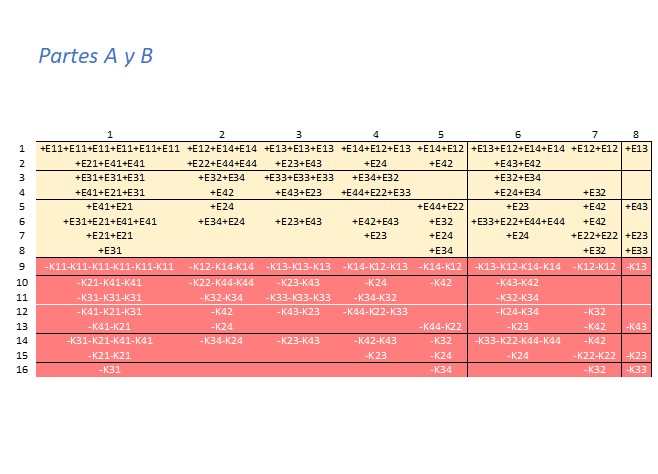 Partes A y B
1 2 3 4 5 6 7 8
1 +E11+E11+E11+E11+E11+E11 +E12+E14+E14 +E13+E13+E13 +E14+E12+E13 +E14+E12 +E13+E12+E14+E14 +E12+E12 +E13
2 +E21+E41+E41 +E22+E44+E44 +E23+E43 +E24 +E42 +E43+E42
3 +E31+E31+E31 +E32+E34 +E33+E33+E33 +E34+E32 +E32+E34
4 +E41+E21+E31 +E42 +E43+E23 +E44+E22+E33 +E24+E34 +E32
5 +E41+E21 +E24 +E44+E22 +E23 +E42 +E43
6 +E31+E21+E41+E41 +E34+E24 +E23+E43 +E42+E43 +E32 +E33+E22+E44+E44 +E42
7 +E21+E21 +E23 +E24 +E24 +E22+E22 +E23
8 +E31 +E34 +E32 +E33
9 -K11-K11-K11-K11-K11-K11 -K12-K14-K14 -K13-K13-K13 -K14-K12-K13 -K14-K12 -K13-K12-K14-K14 -K12-K12 -K13
10 -K21-K41-K41 -K22-K44-K44 -K23-K43 -K24 -K42 -K43-K42
11 -K31-K31-K31 -K32-K34 -K33-K33-K33 -K34-K32 -K32-K34
12 -K41-K21-K31 -K42 -K43-K23 -K44-K22-K33 -K24-K34 -K32
13 -K41-K21 -K24 -K44-K22 -K23 -K42 -K43
14 -K31-K21-K41-K41 -K34-K24 -K23-K43 -K42-K43 -K32 -K33-K22-K44-K44 -K42
15 -K21-K21 -K23 -K24 -K24 -K22-K22 -K23
16 -K31 -K34 -K32 -K33